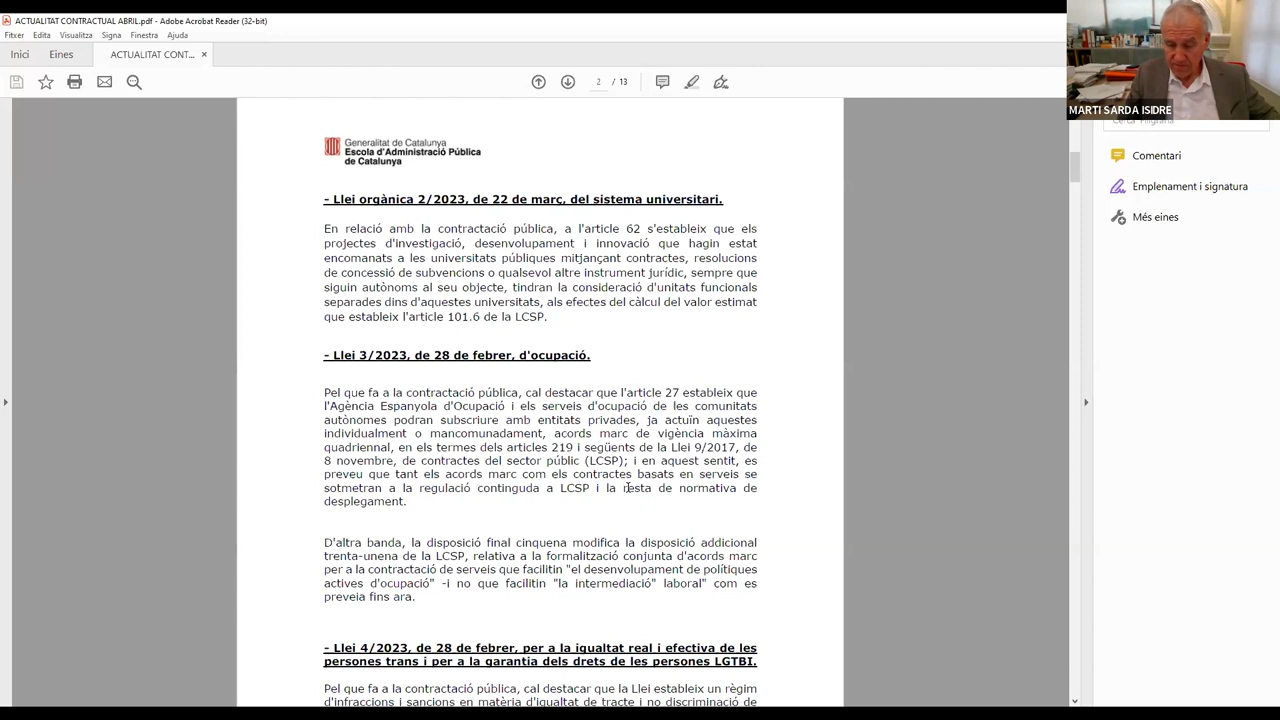 ACTUALITAT CONTRACTUAL ABRIL.pdf - Adobe Acrobat Reader (32-bit)
Fitxer Edita Visualitza Signa Finestra Ajuda
Inici Eines ACTUALITAT CONT... ×
2 / 13
MARTI SARDA ISIDRE
Generalitat de Catalunya
Escola d'Administració Pública
de Catalunya
Comentari
Emplenament i signatura
Més eines
- Llei orgànica 2/2023, de 22 de març, del sistema universitari.
En relació amb la contractació pública, a l'article 62 s'estableix que els
projectes d'investigació, desenvolupament i innovació que hagin estat
encomanats a les universitats públiques mitjançant contractes, resolucions
de concessió de subvencions o qualsevol altre instrument jurídic, sempre que
siguin autònoms al seu objecte, tindran la consideració d'unitats funcionals
separades dins d'aquestes universitats, als efectes del càlcul del valor estimat
que estableix l'article 101.6 de la LCSP.
- Llei 3/2023, de 28 de febrer, d'ocupació.
Pel que fa a la contractació pública, cal destacar que l'article 27 estableix que
l'Agència Espanyola d'Ocupació i els serveis d'ocupació de les comunitats
autònomes podran subscriure amb entitats privades, ja actuïn aquestes
individualment o mancomunadament, acords marc de vigència màxima
quadriennal, en els termes dels articles 219 i següents de la Llei 9/2017, de
8 novembre, de contractes del sector públic (LCSP); i en aquest sentit, es
preveu que tant els acords marc com els contractes basats en serveis se
sotmetran a la regulació continguda a LCSP i la resta de normativa de
desplegament.
D'altra banda, la disposició final cinquena modifica la disposició addicional
trenta-unena de la LCSP, relativa a la formalització conjunta d'acords marc
per a la contractació de serveis que facilitin "el desenvolupament de polítiques
actives d'ocupació" -i no que facilitin "la intermediació" laboral" com es
preveia fins ara.
- Llei 4/2023, de 28 de febrer, per a la igualtat real i efectiva de les
persones trans i per a la garantia dels drets de les persones LGTBI.
Pel que fa a la contractació pública, cal destacar que la Llei estableix un règim
d'infraccions i sancions en matèria d'igualtat de tracte i no discriminació de